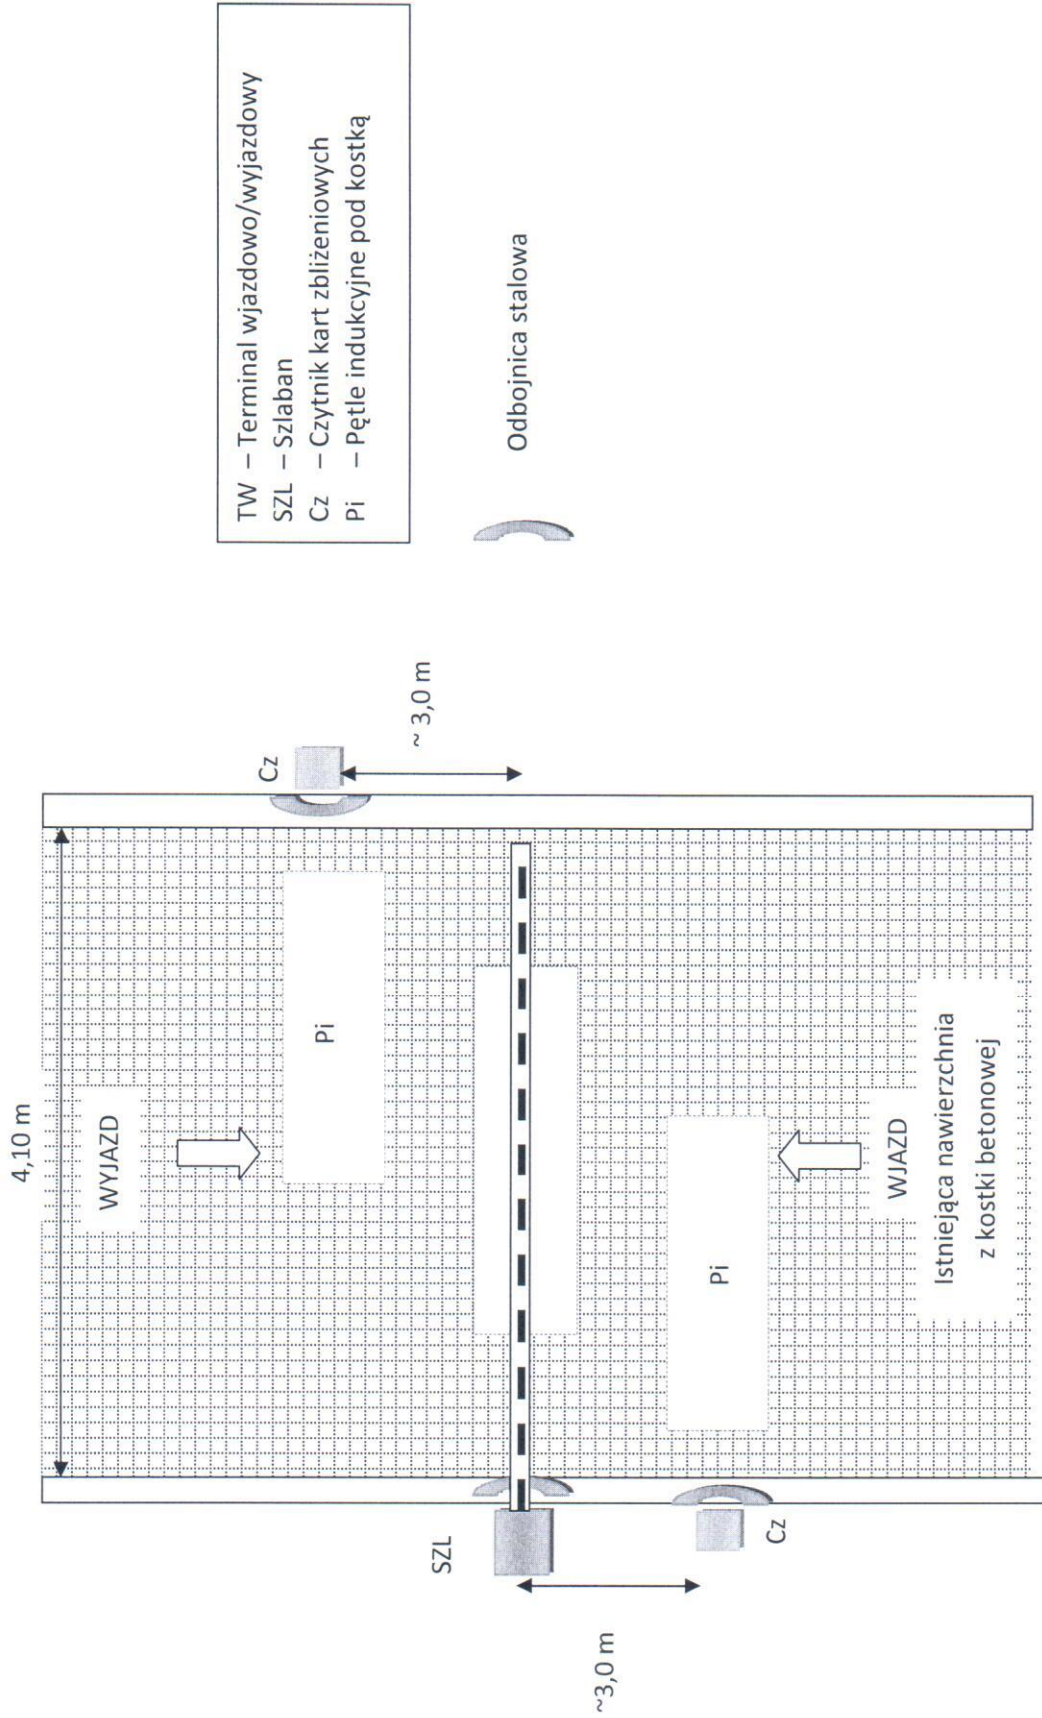 4,10 m
WYJAZD
Pi
Cz
~ 3,0 m
SZL
~3,0 m
Pi
Cz
WJAZD
Istniejąca nawierzchnia
z kostki betonowej
TW – Terminal wjazdowo/wyjazdowy
SZL – Szlaban
Cz – Czytnik kart zbliżeniowych
Pi – Pętle indukcyjne pod kostką
Odbojnica stalowa